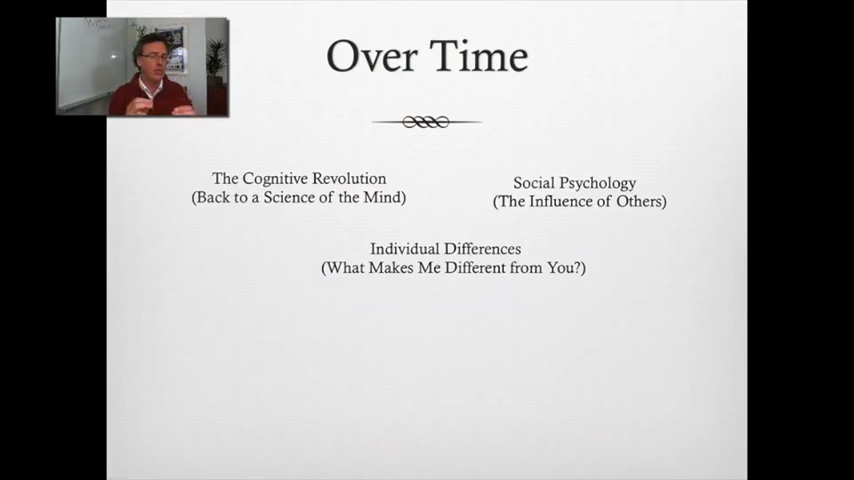 Over Time
The Cognitive Revolution
(Back to a Science of the Mind)
Social Psychology
(The Influence of Others)
Individual Differences
(What Makes Me Different from You?)